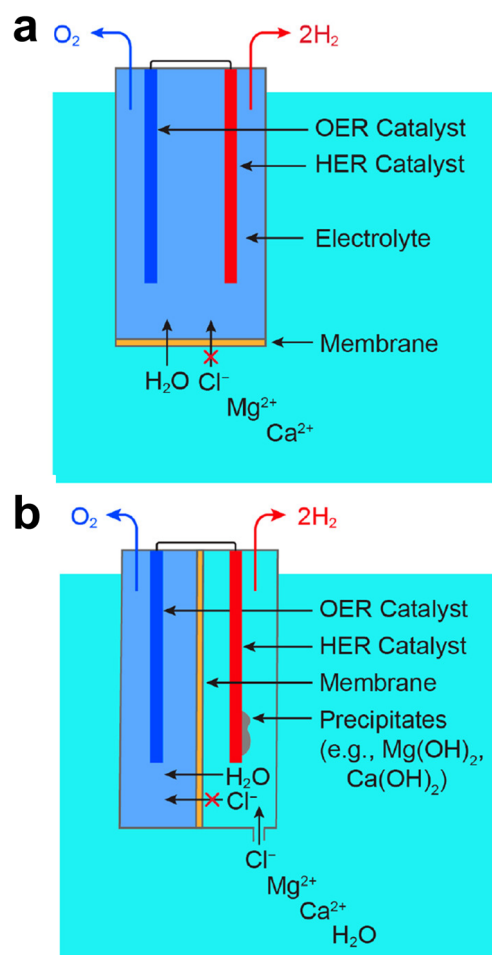 a
O₂
2H₂
OER Catalyst
HER Catalyst
Electrolyte
Membrane
H₂O
Cl⁻
Mg²⁺
Ca²⁺
b
O₂
2H₂
OER Catalyst
HER Catalyst
Membrane
Precipitates
(e.g., Mg(OH)₂,
Ca(OH)₂)
H₂O
Cl⁻
Cl⁻
Mg²⁺
Ca²⁺
H₂O